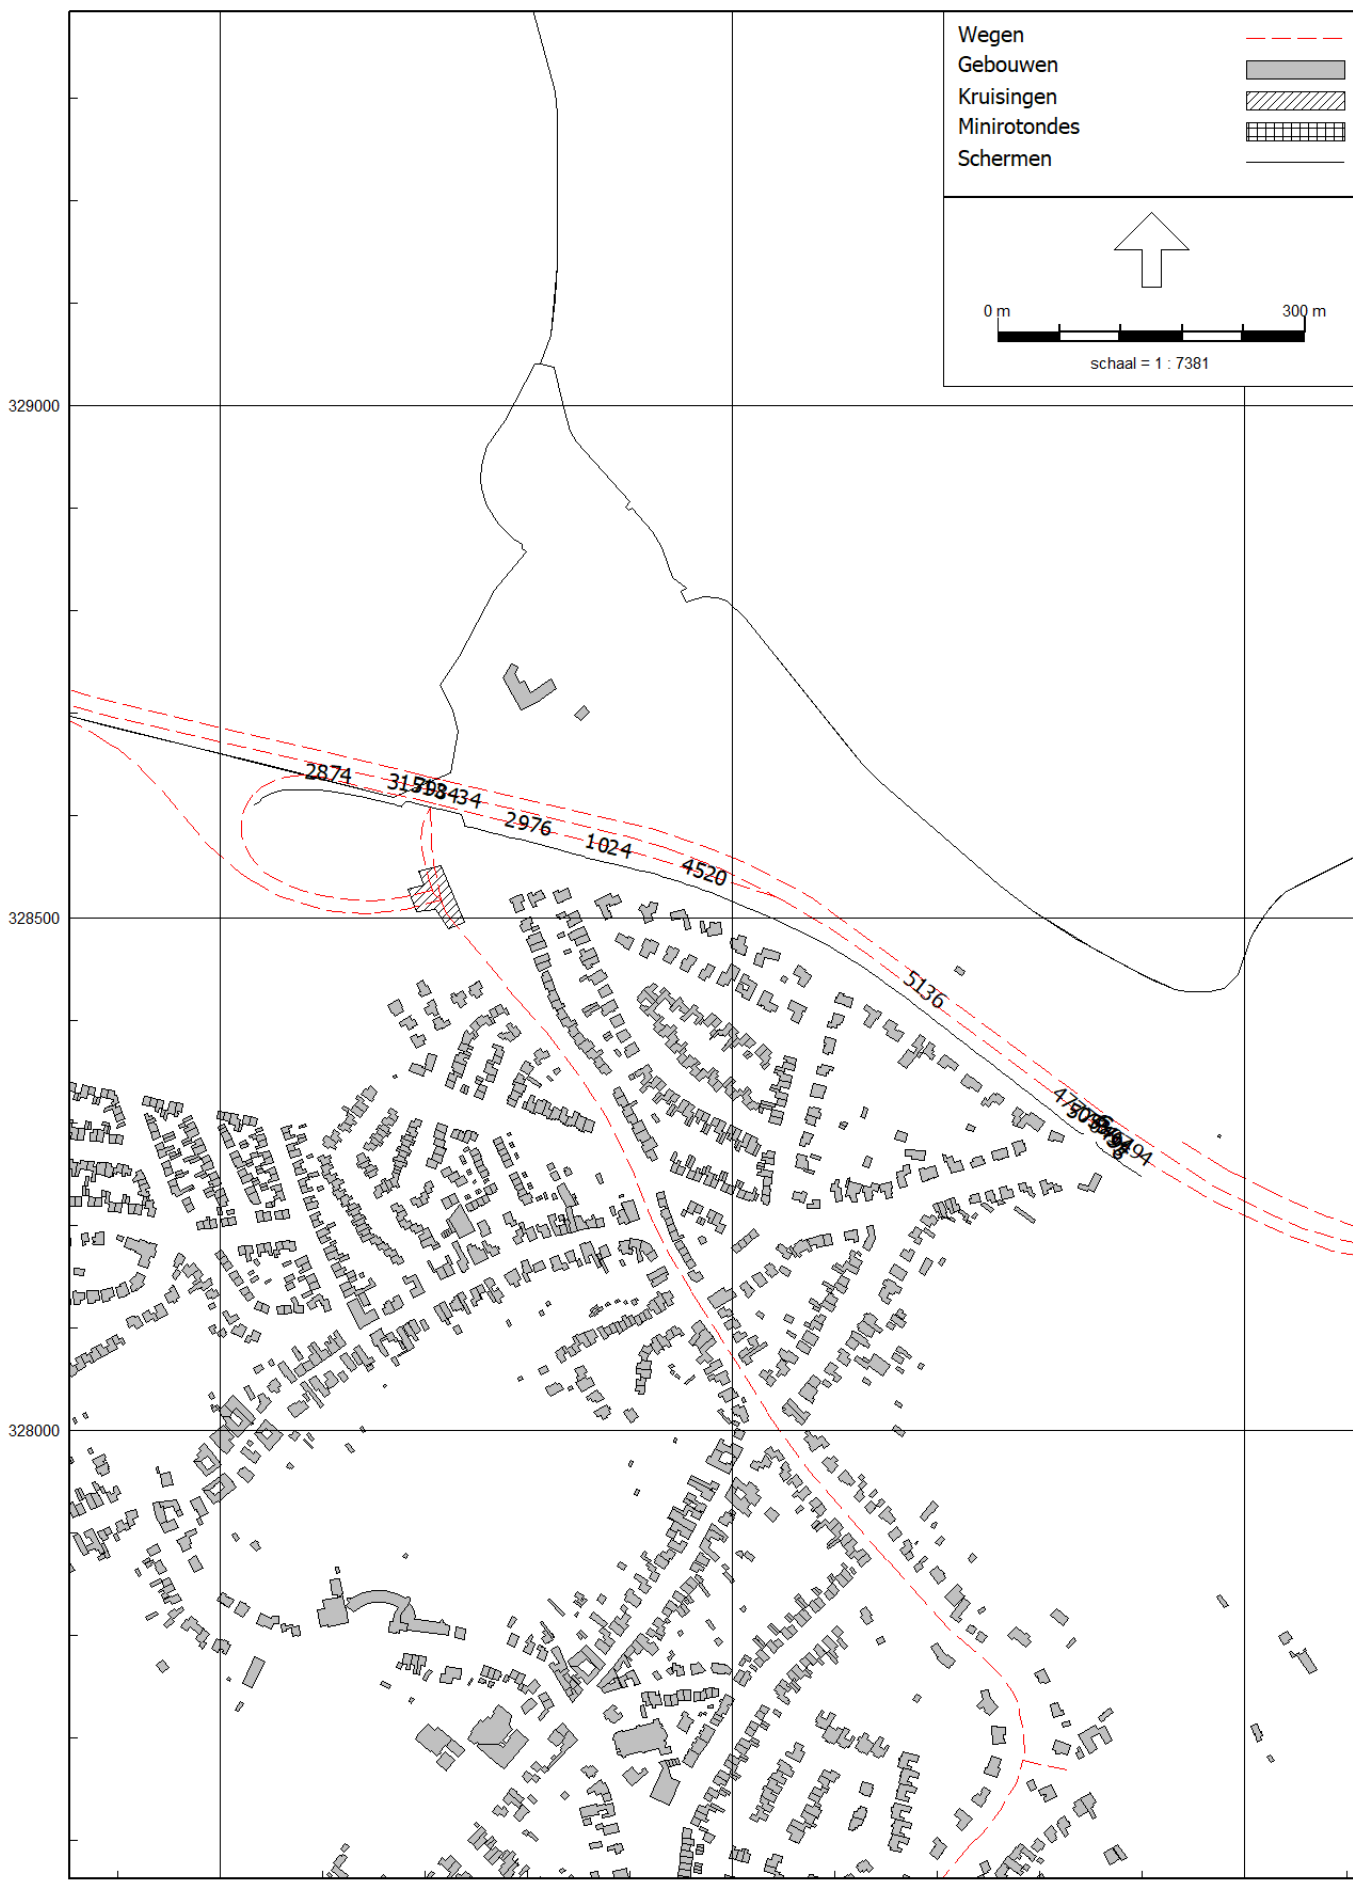 Wegen
Gebouwen
Kruisingen
Minirotondes
Schermen
0 m 300 m
schaal = 1 : 7381
329000
2874
2976
1024
4520
328500
5136
328000